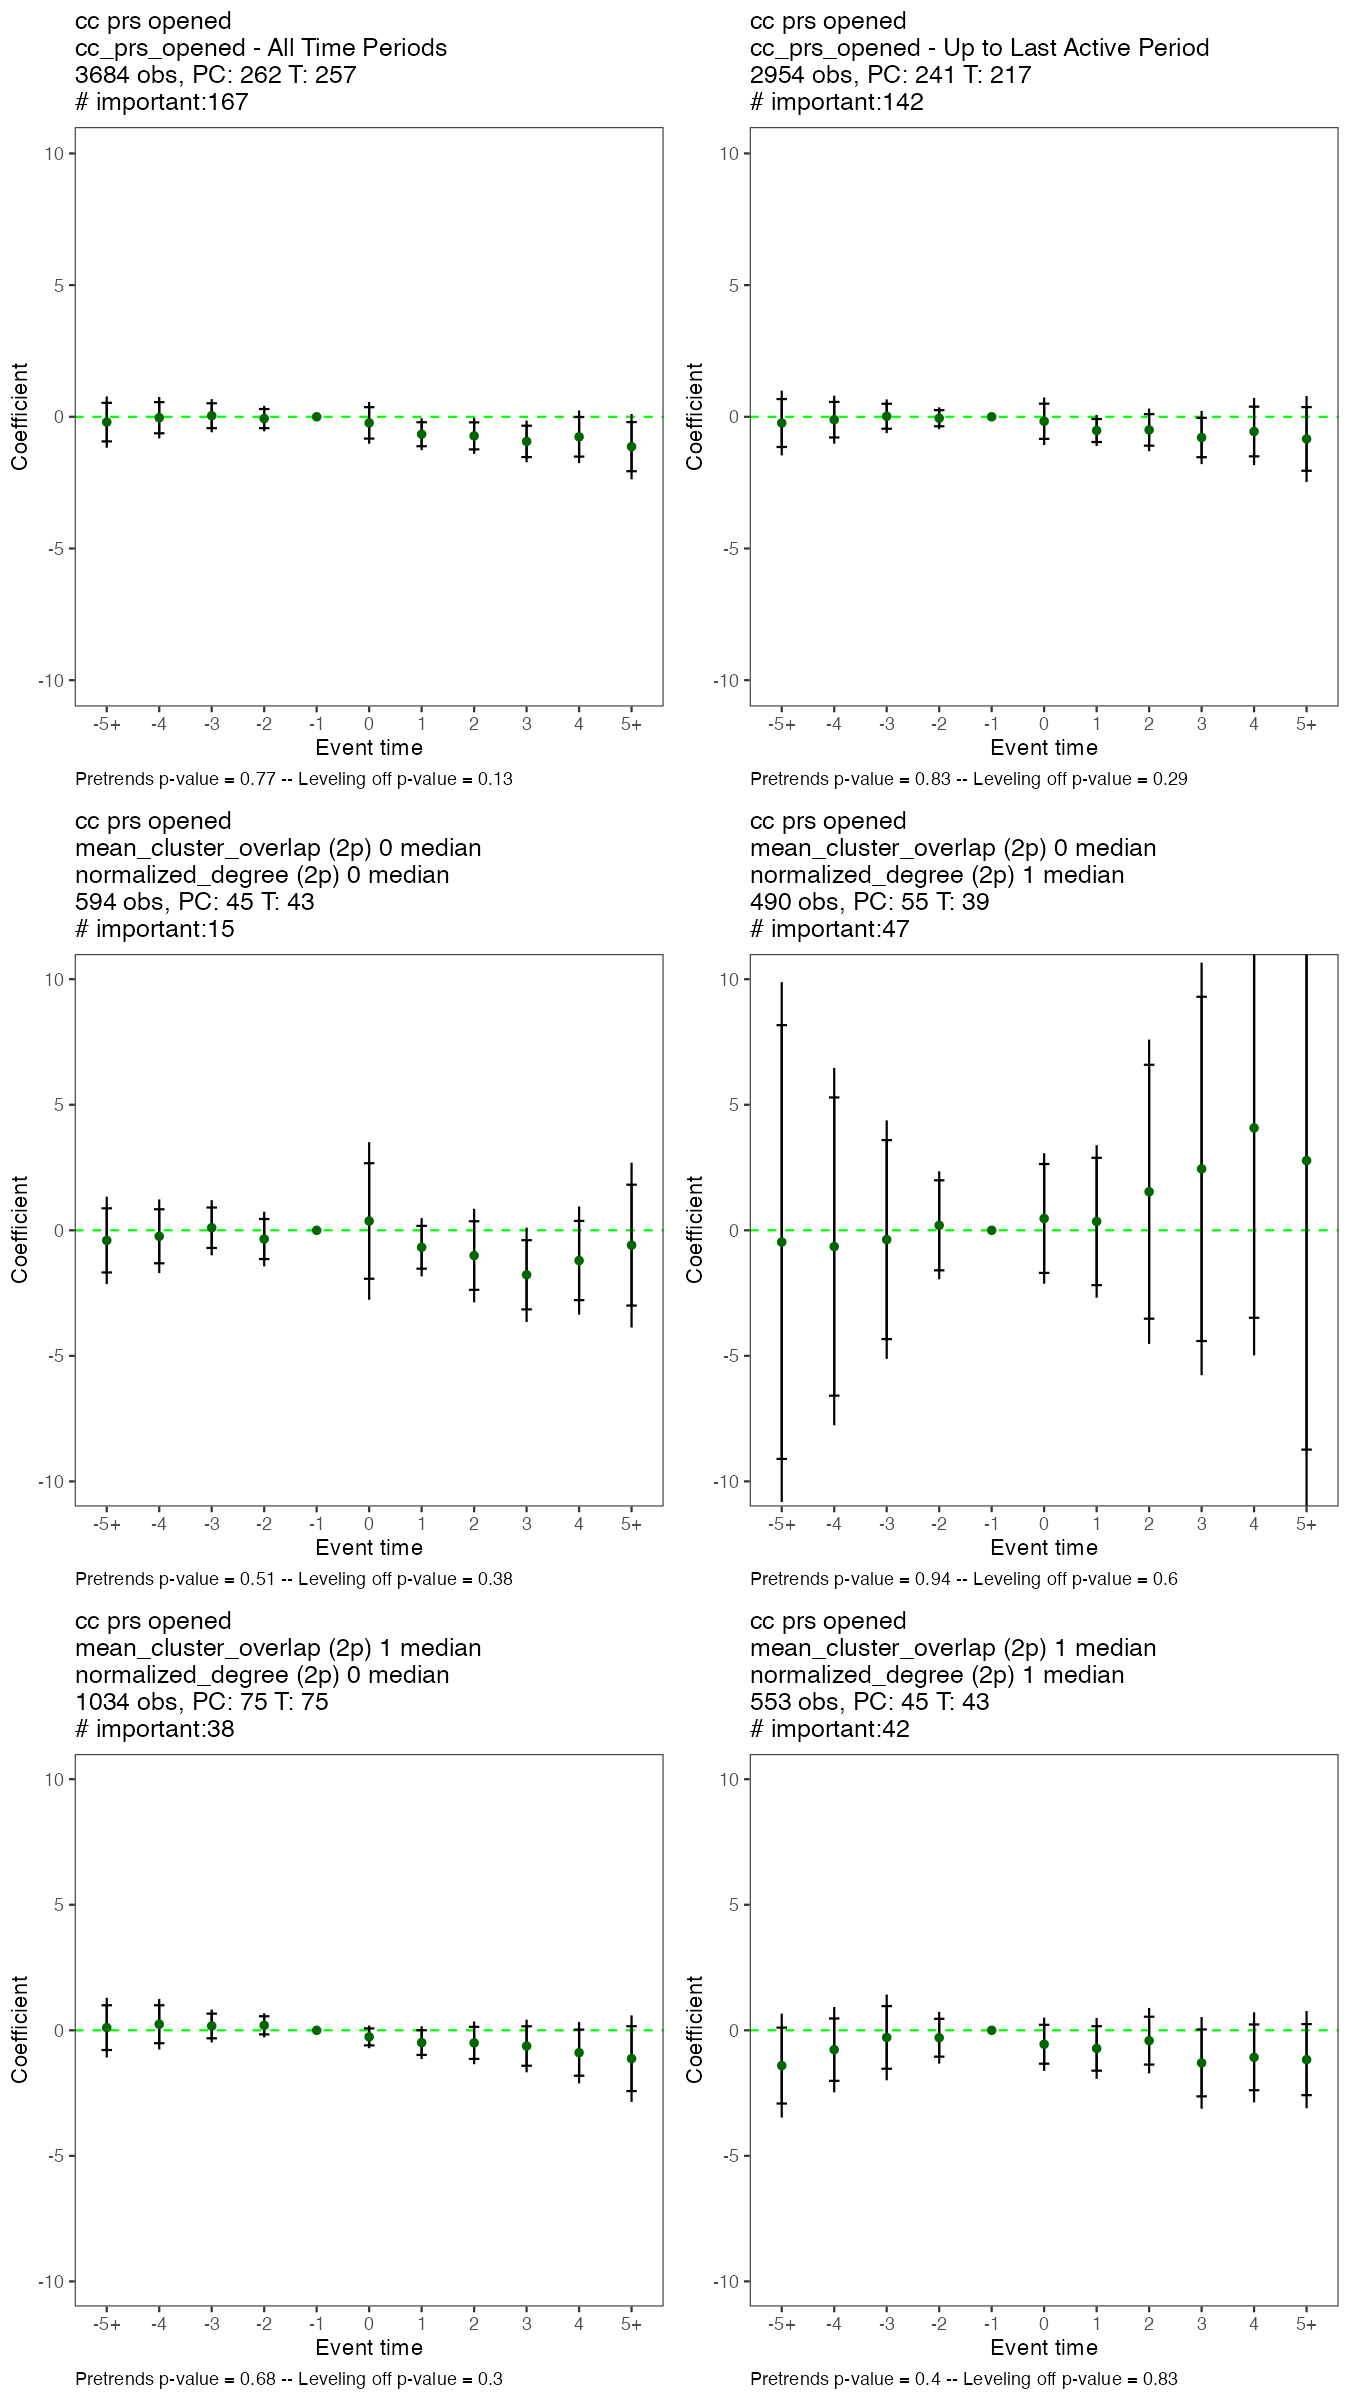 cc prs opened
cc_prs_opened - All Time Periods
3684 obs, PC: 262 T: 257
# important:167
10
5
0
-5
-10
Coefficient
-5+ -4 -3 -2 -1 0 1 2 3 4 5+
Event time
Pretrends p-value = 0.77 -- Leveling off p-value = 0.13
cc prs opened
cc_prs_opened - Up to Last Active Period
2954 obs, PC: 241 T: 217
# important:142
10
5
0
-5
-10
Coefficient
-5+ -4 -3 -2 -1 0 1 2 3 4 5+
Event time
Pretrends p-value = 0.83 -- Leveling off p-value = 0.29
cc prs opened
mean_cluster_overlap (2p) 0 median
normalized_degree (2p) 0 median
594 obs, PC: 45 T: 43
# important:15
10
5
0
-5
-10
Coefficient
-5+ -4 -3 -2 -1 0 1 2 3 4 5+
Event time
Pretrends p-value = 0.51 -- Leveling off p-value = 0.38
cc prs opened
mean_cluster_overlap (2p) 0 median
normalized_degree (2p) 1 median
490 obs, PC: 55 T: 39
# important:47
10
5
0
-5
-10
Coefficient
-5+ -4 -3 -2 -1 0 1 2 3 4 5+
Event time
Pretrends p-value = 0.94 -- Leveling off p-value = 0.6
cc prs opened
mean_cluster_overlap (2p) 1 median
normalized_degree (2p) 0 median
1034 obs, PC: 75 T: 75
# important:38
10
5
0
-5
-10
Coefficient
-5+ -4 -3 -2 -1 0 1 2 3 4 5+
Event time
Pretrends p-value = 0.68 -- Leveling off p-value = 0.3
cc prs opened
mean_cluster_overlap (2p) 1 median
normalized_degree (2p) 1 median
553 obs, PC: 45 T: 43
# important:42
10
5
0
-5
-10
Coefficient
-5+ -4 -3 -2 -1 0 1 2 3 4 5+
Event time
Pretrends p-value = 0.4 -- Leveling off p-value = 0.83